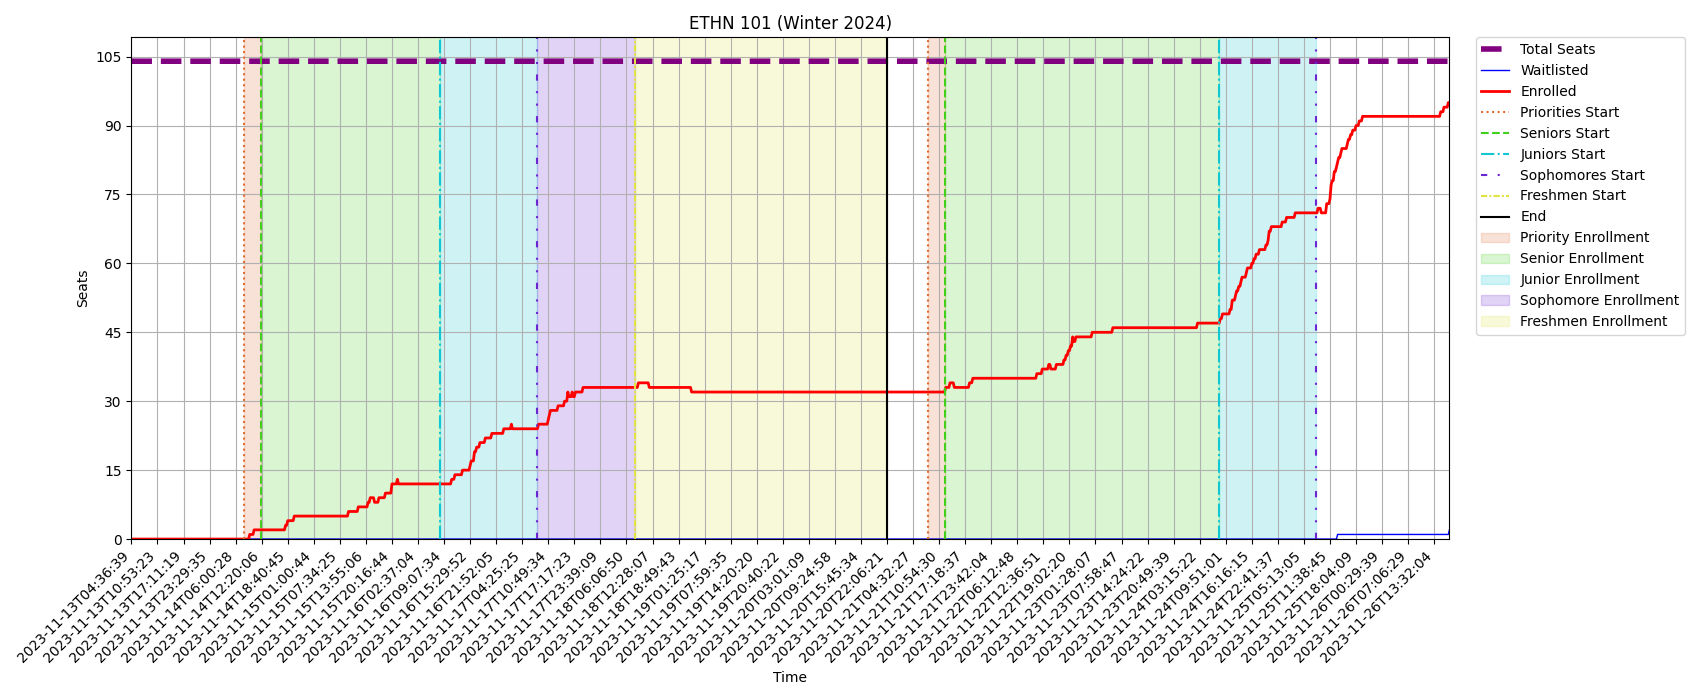 ETHN 101 (Winter 2024)
Seats
105
90
75
60
45
30
15
0
2023-11-13T04:36:39
2023-11-13T10:53:23
2023-11-13T17:11:19
2023-11-13T23:29:35
2023-11-14T06:00:28
2023-11-14T12:20:06
2023-11-14T18:40:45
2023-11-15T01:00:44
2023-11-15T07:34:25
2023-11-15T13:55:06
2023-11-15T20:16:44
2023-11-16T02:37:04
2023-11-16T09:07:34
2023-11-16T15:29:52
2023-11-16T21:52:05
2023-11-17T04:25:25
2023-11-17T10:49:34
2023-11-17T17:17:23
2023-11-17T23:39:09
2023-11-18T06:06:50
2023-11-18T12:28:07
2023-11-18T18:49:43
2023-11-19T01:25:17
2023-11-19T07:59:35
2023-11-19T14:20:20
2023-11-19T20:40:22
2023-11-20T03:01:09
2023-11-20T09:24:58
2023-11-20T15:45:34
2023-11-20T22:06:21
2023-11-21T04:32:27
2023-11-21T10:54:30
2023-11-21T17:18:37
2023-11-21T23:42:04
2023-11-22T06:12:48
2023-11-22T12:36:51
2023-11-22T19:02:20
2023-11-23T01:28:07
2023-11-23T07:58:47
2023-11-23T14:24:22
2023-11-23T20:49:39
2023-11-24T03:15:22
2023-11-24T09:51:01
2023-11-24T16:16:15
2023-11-24T22:41:37
2023-11-25T05:13:05
2023-11-25T11:38:45
2023-11-25T18:04:09
2023-11-26T00:29:39
2023-11-26T07:06:29
2023-11-26T13:32:04
Time
Total Seats
Waitlisted
Enrolled
Priorities Start
Seniors Start
Juniors Start
Sophomores Start
Freshmen Start
End
Priority Enrollment
Senior Enrollment
Junior Enrollment
Sophomore Enrollment
Freshmen Enrollment